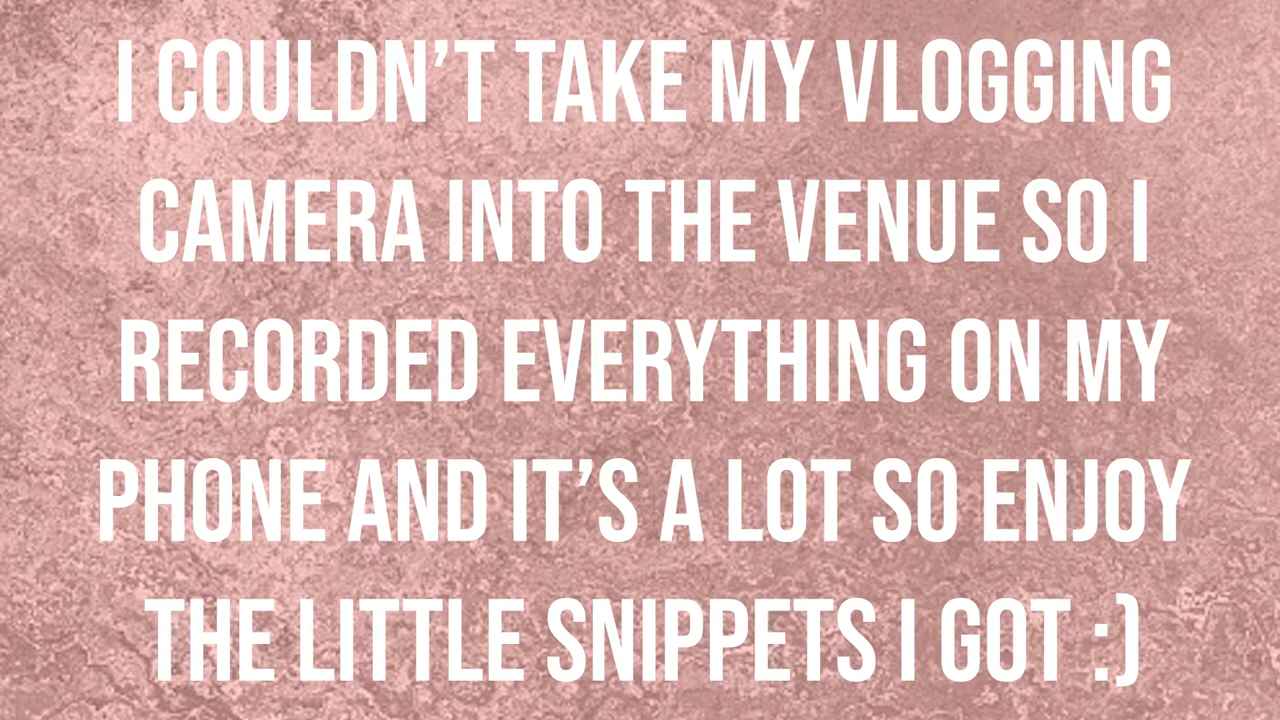 I COULDN’T TAKE MY VLOGGING
CAMERA INTO THE VENUE SO I
RECORDED EVERYTHING ON MY
PHONE AND IT’S A LOT SO ENJOY
THE LITTLE SNIPPETS I GOT :)